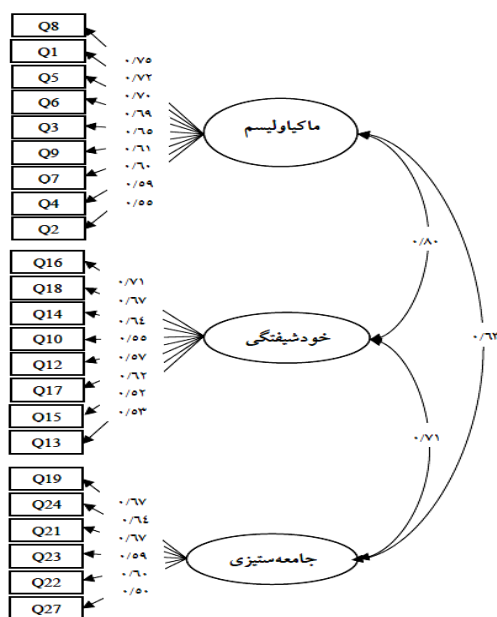 Q8
Q1
Q5
Q6
Q3
Q9
Q7
Q4
Q2
۰/۷۵
۰/۷۲
۰/۷۰
۰/۶۹
۰/۶۵
۰/۶۱
۰/۶۰
۰/۵۹
۰/۵۵
ماکیاولیسم
Q16
Q18
Q14
Q10
Q12
Q17
Q15
Q13
۰/۷۱
۰/۶۷
۰/۶۴
۰/۵۵
۰/۵۷
۰/۶۲
۰/۵۲
۰/۵۳
خودشیفتگی
Q19
Q24
Q21
Q23
Q22
Q27
۰/۶۷
۰/۶۴
۰/۶۷
۰/۵۹
۰/۶۰
۰/۵۰
جامعه‌ستیزی
۰/۸۰
۰/۶۳
۰/۷۱